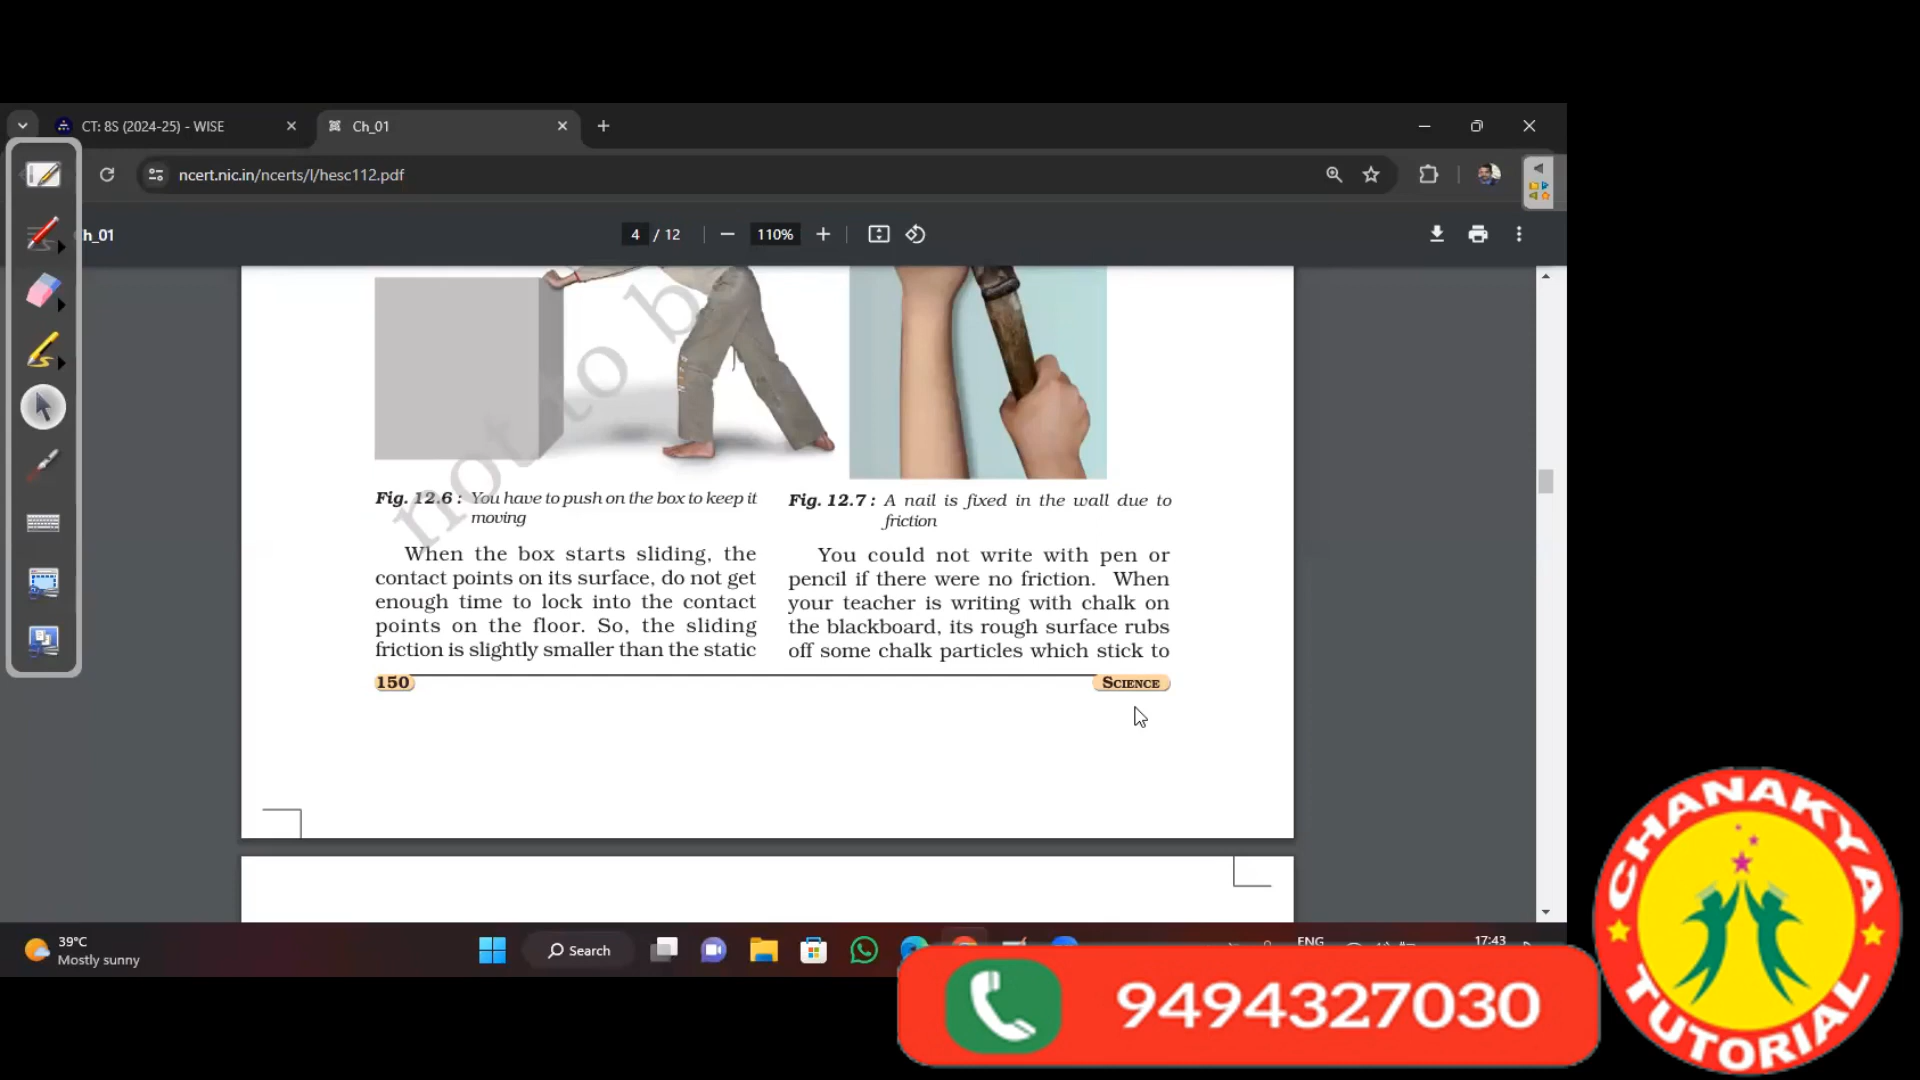 CT: 8S (2024-25) - WISE
Ch_01
ncert.nic.in/ncerts/l/hesc112.pdf
h_01
4 / 12
110%
not to b
Fig. 12.6 : You have to push on the box to keep it
moving
When the box starts sliding, the
contact points on its surface, do not get
enough time to lock into the contact
points on the floor. So, the sliding
friction is slightly smaller than the static
Fig. 12.7 : A nail is fixed in the wall due to
friction
You could not write with pen or
pencil if there were no friction. When
your teacher is writing with chalk on
the blackboard, its rough surface rubs
off some chalk particles which stick to
150
SCIENCE
39°C
Mostly sunny
Search
ENG
17:43
9494327030
CHANAKYA
TUTORIAL